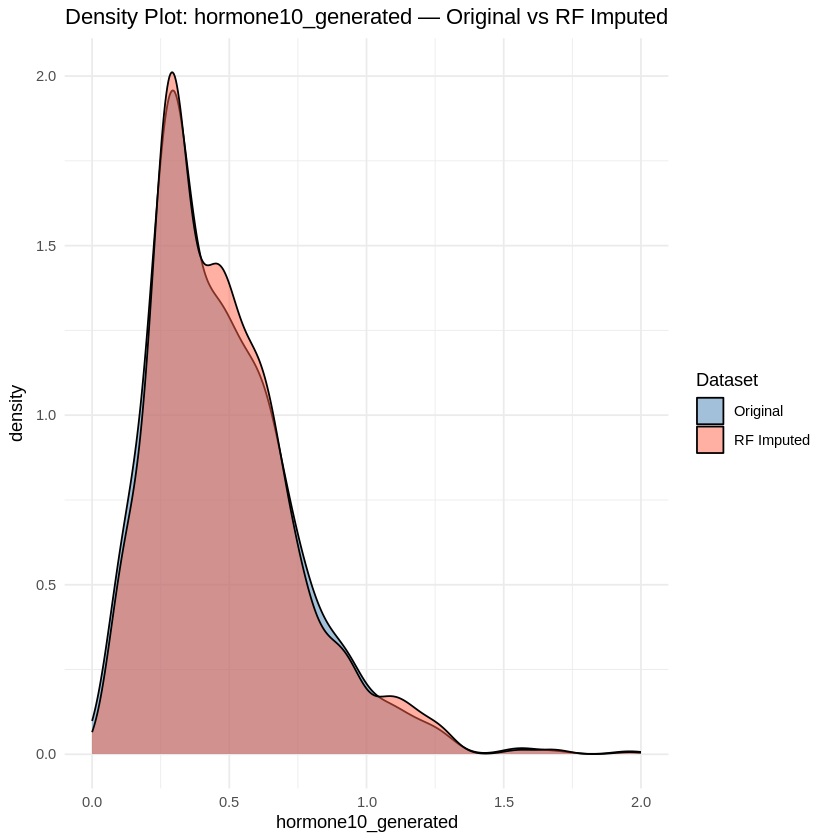 Density Plot: hormone10_generated — Original vs RF Imputed
2.0
1.5
1.0
0.5
0.0
density
0.0 0.5 1.0 1.5 2.0
hormone10_generated
Dataset
Original
RF Imputed